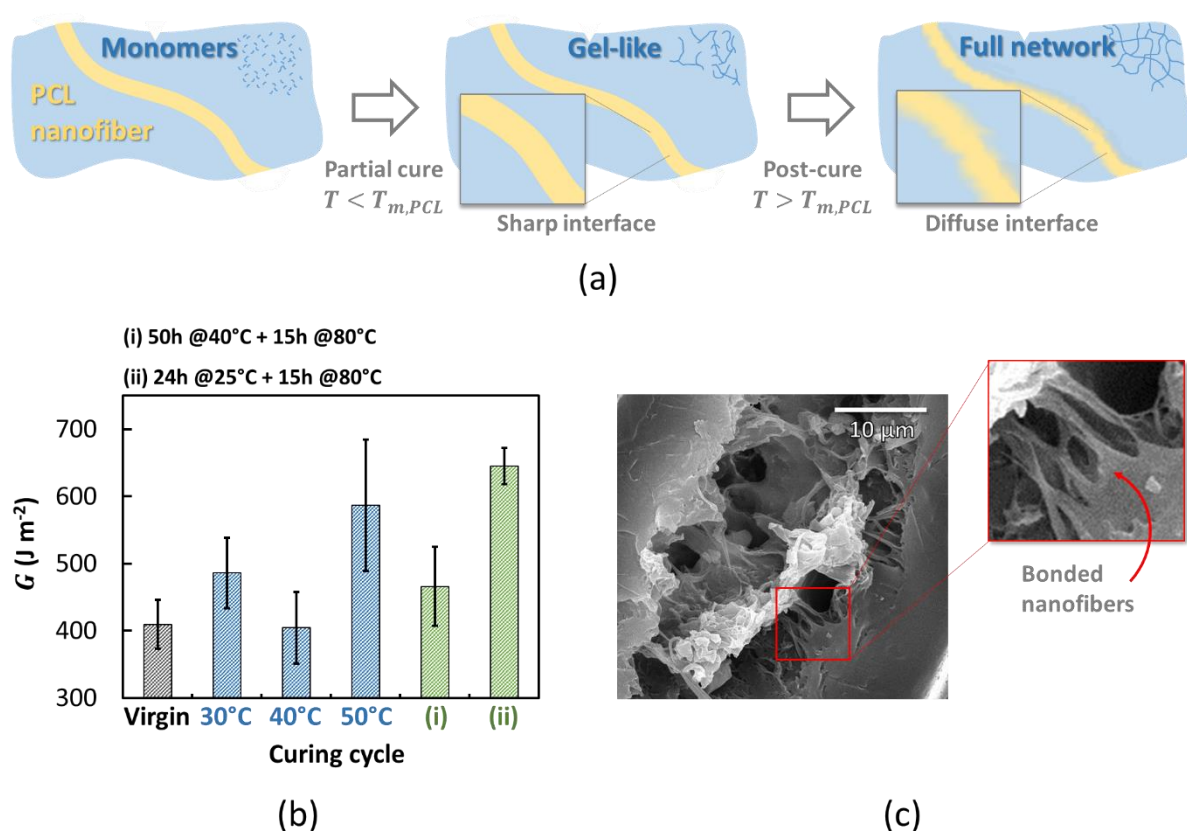 Monomers
PCL
nanofiber
Partial cure
T < Tm,PCL
Gel-like
Sharp interface
Post-cure
T > Tm,PCL
Full network
Diffuse interface
(a)
(i) 50h @40°C + 15h @80°C
(ii) 24h @25°C + 15h @80°C
G (J m-2)
700
600
500
400
300
Virgin 30°C 40°C 50°C (i) (ii)
Curing cycle
(b)
10 μm
Bonded
nanofibers
(c)